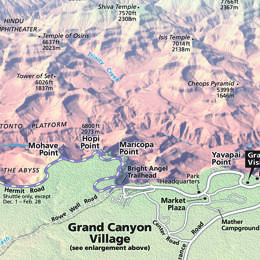 Shiva Temple
7570ft
2308m
HINDU
AMPHITHEATER
Temple of Osiris
6637ft
2023m
Isis Temple
7014ft
2138m
Tower of Set
6026ft
1837m
Cheops Pyramid
5399ft
1646m
TONTO PLATFORM
6800ft
2073m
Hopi
Point
Mohave
Point
Maricopa
Point
Yavapai
Point
Gra
Vis
THE ABYSS
Bright Angel
Trailhead
Park
Headquarters
Hermit Road
Shuttle only, except
Dec. 1 - Feb. 28
Rowe Well Road
Market
Plaza
Grand Canyon
Village
(see enlargement above)
Center Road
Mather
Campground